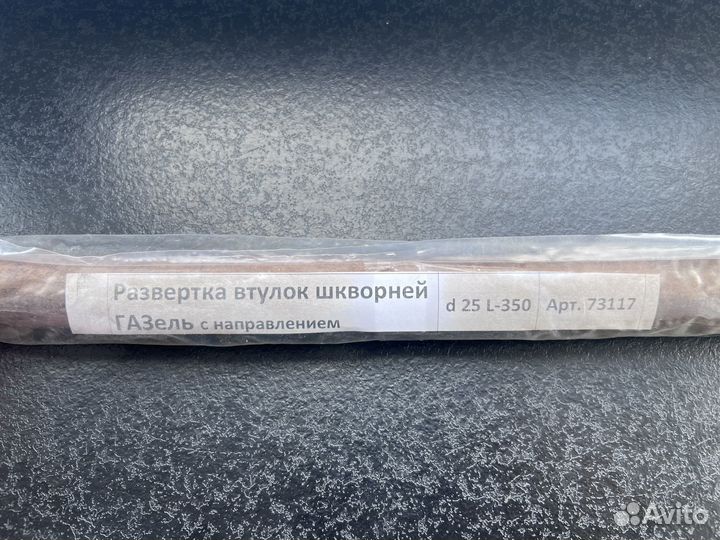 Развертка втулок шкворней
ГАЗель с направлением
d 25 L-350
Арт. 73117
Avito